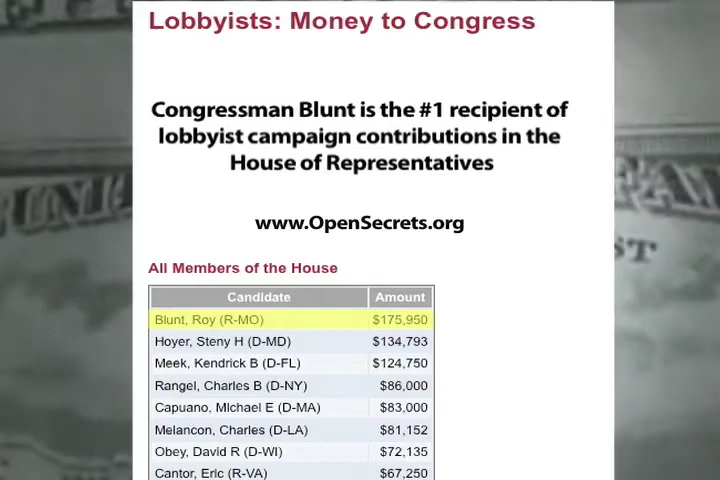 Lobbyists: Money to Congress
Congressman Blunt is the #1 recipient of
lobbyist campaign contributions in the
House of Representatives
www.OpenSecrets.org
All Members of the House
Candidate Amount
Blunt, Roy (R-MO) $175,950
Hoyer, Steny H (D-MD) $134,793
Meek, Kendrick B (D-FL) $124,750
Rangel, Charles B (D-NY) $86,000
Capuano, Michael E (D-MA) $83,000
Melancon, Charles (D-LA) $81,152
Obey, David R (D-WI) $72,135
Cantor, Eric (R-VA) $67,250